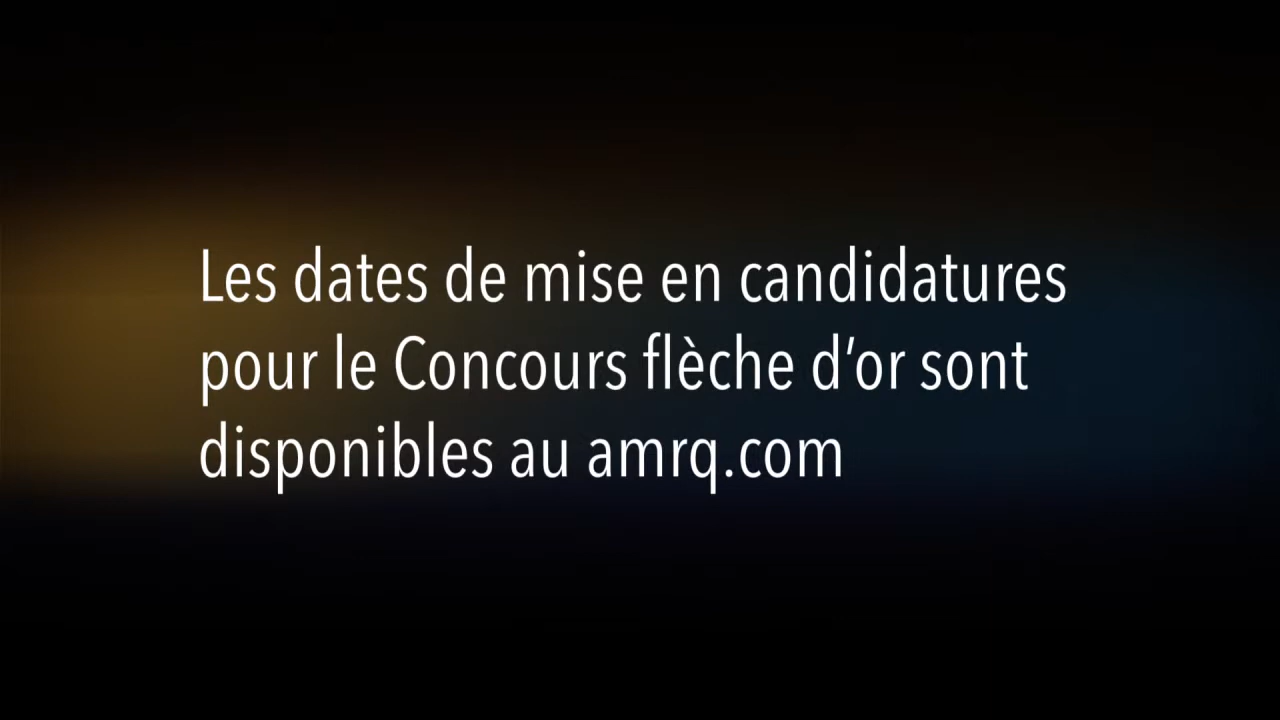 Les dates de mise en candidatures
pour le Concours flèche d’or sont
disponibles au amrq.com